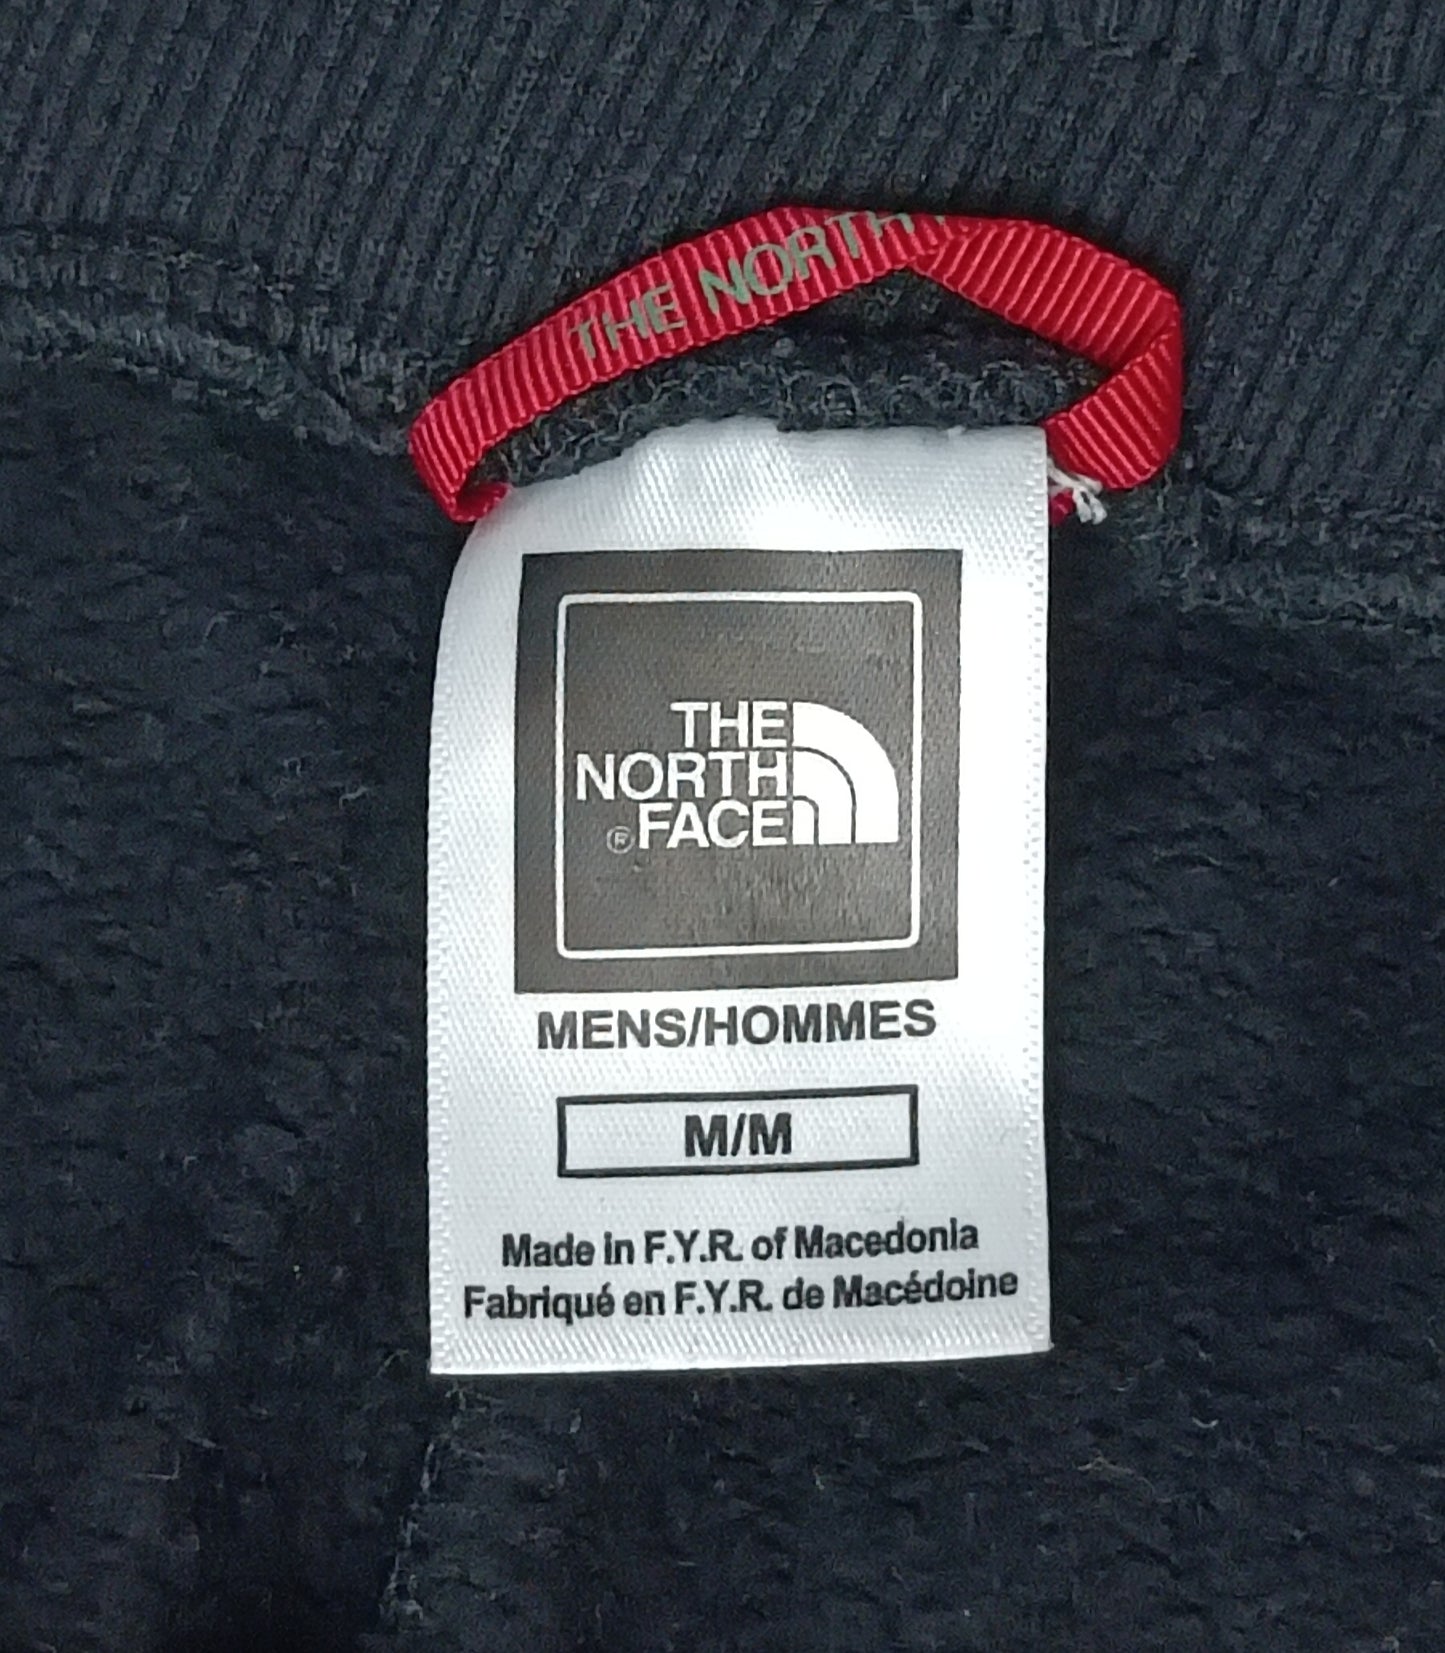 THE NORTH
THE
NORTH
® FACE
MENS/HOMMES
M/M
Made in F.Y.R. of Macedonia
Fabriqué en F.Y.R. de Macédoine